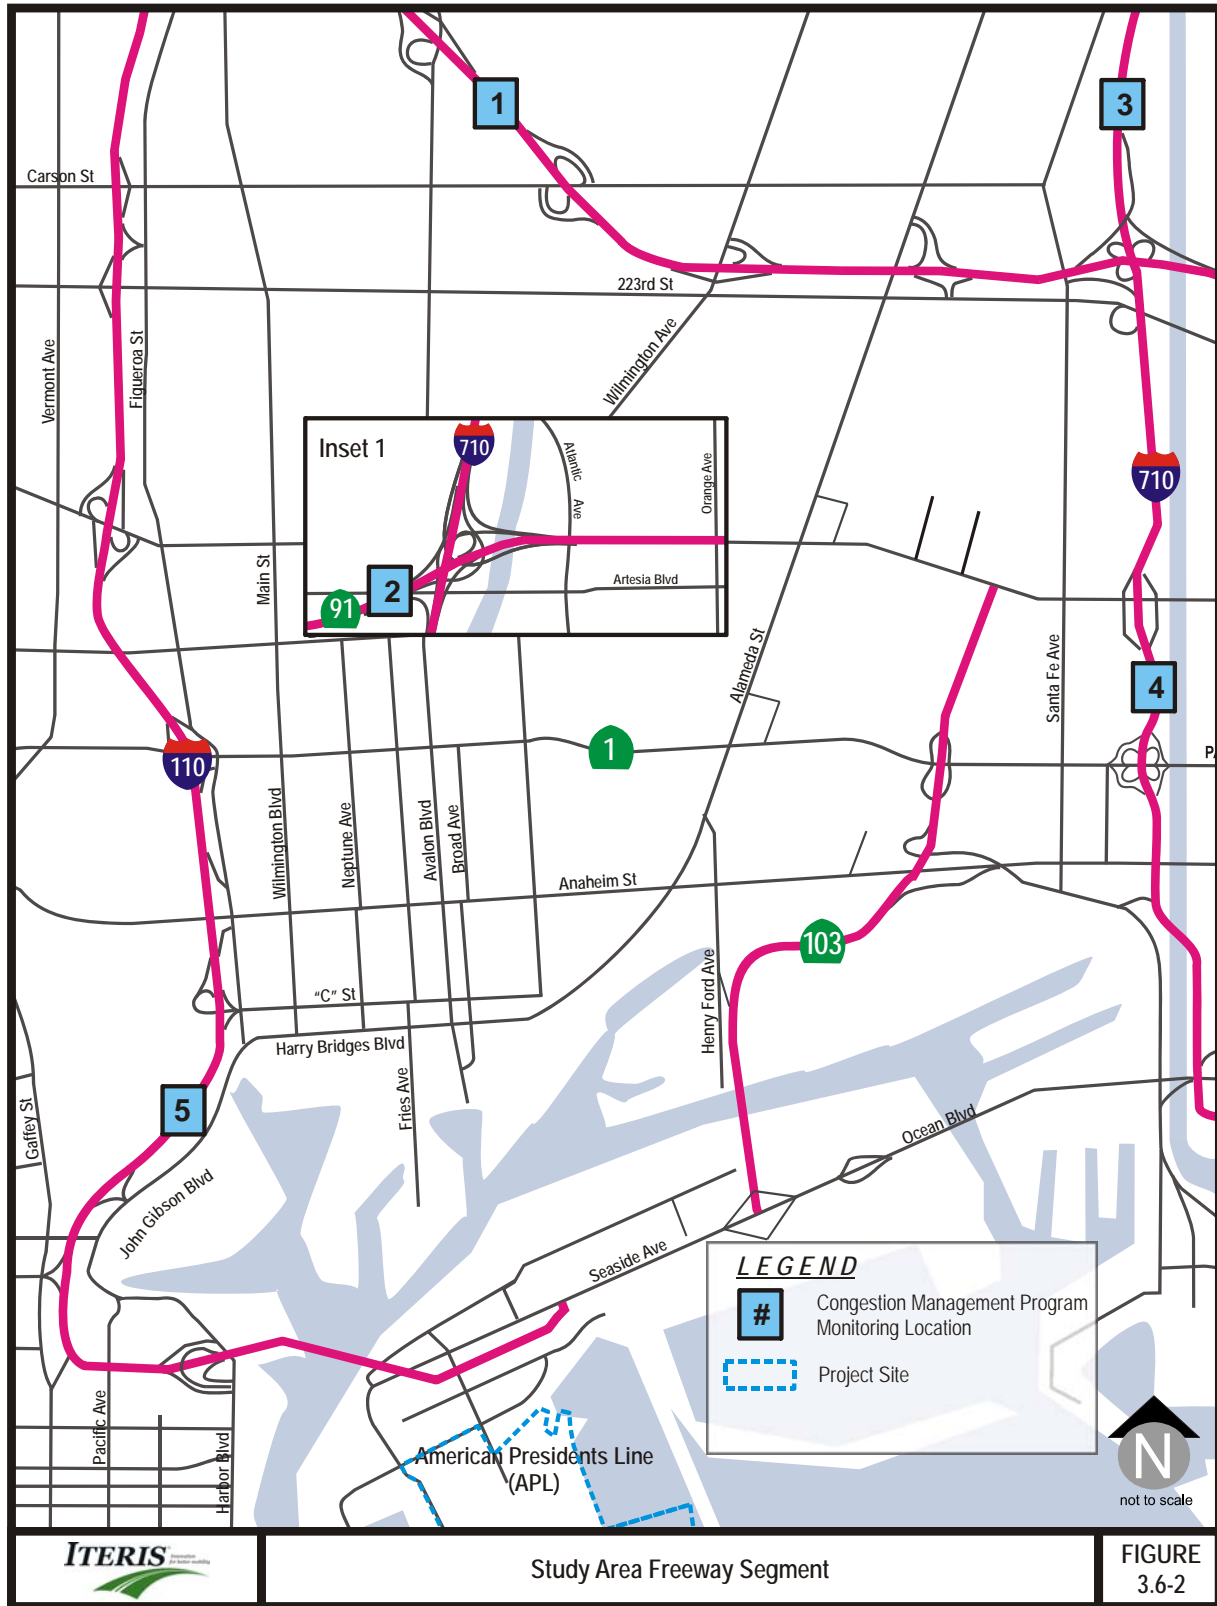 1
3
Carson St
223rd St
Vermont Ave
Figueroa St
Wilmington Ave
Inset 1
710
Atlantic
Ave
Orange Ave
710
Main St
2
Artesia Blvd
91
Alameda St
Santa Fe Ave
4
1
110
PA
Wilmington Blvd
Neptune Ave
Avalon Blvd
Broad Ave
Anaheim St
103
Henry Ford Ave
"C" St
Harry Bridges Blvd
Fries Ave
5
Gaffey St
Ocean Blvd
John Gibson Blvd
Seaside Ave
LEGEND
# Congestion Management Program
Monitoring Location
Project Site
Pacific Ave
Harbor Blvd
American Presidents Line
(APL)
N
not to scale
ITERIS
Study Area Freeway Segment
FIGURE
3.6-2